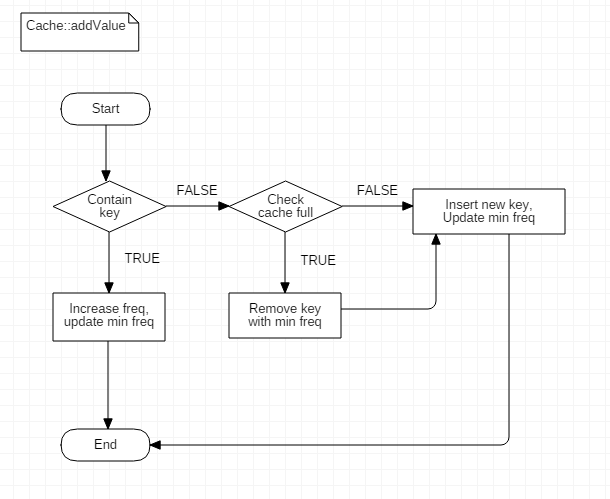 Cache::addValue
Start
Contain
key
FALSE
Check
cache full
FALSE
Insert new key,
Update min freq
TRUE
TRUE
Increase freq,
update min freq
Remove key
with min freq
End